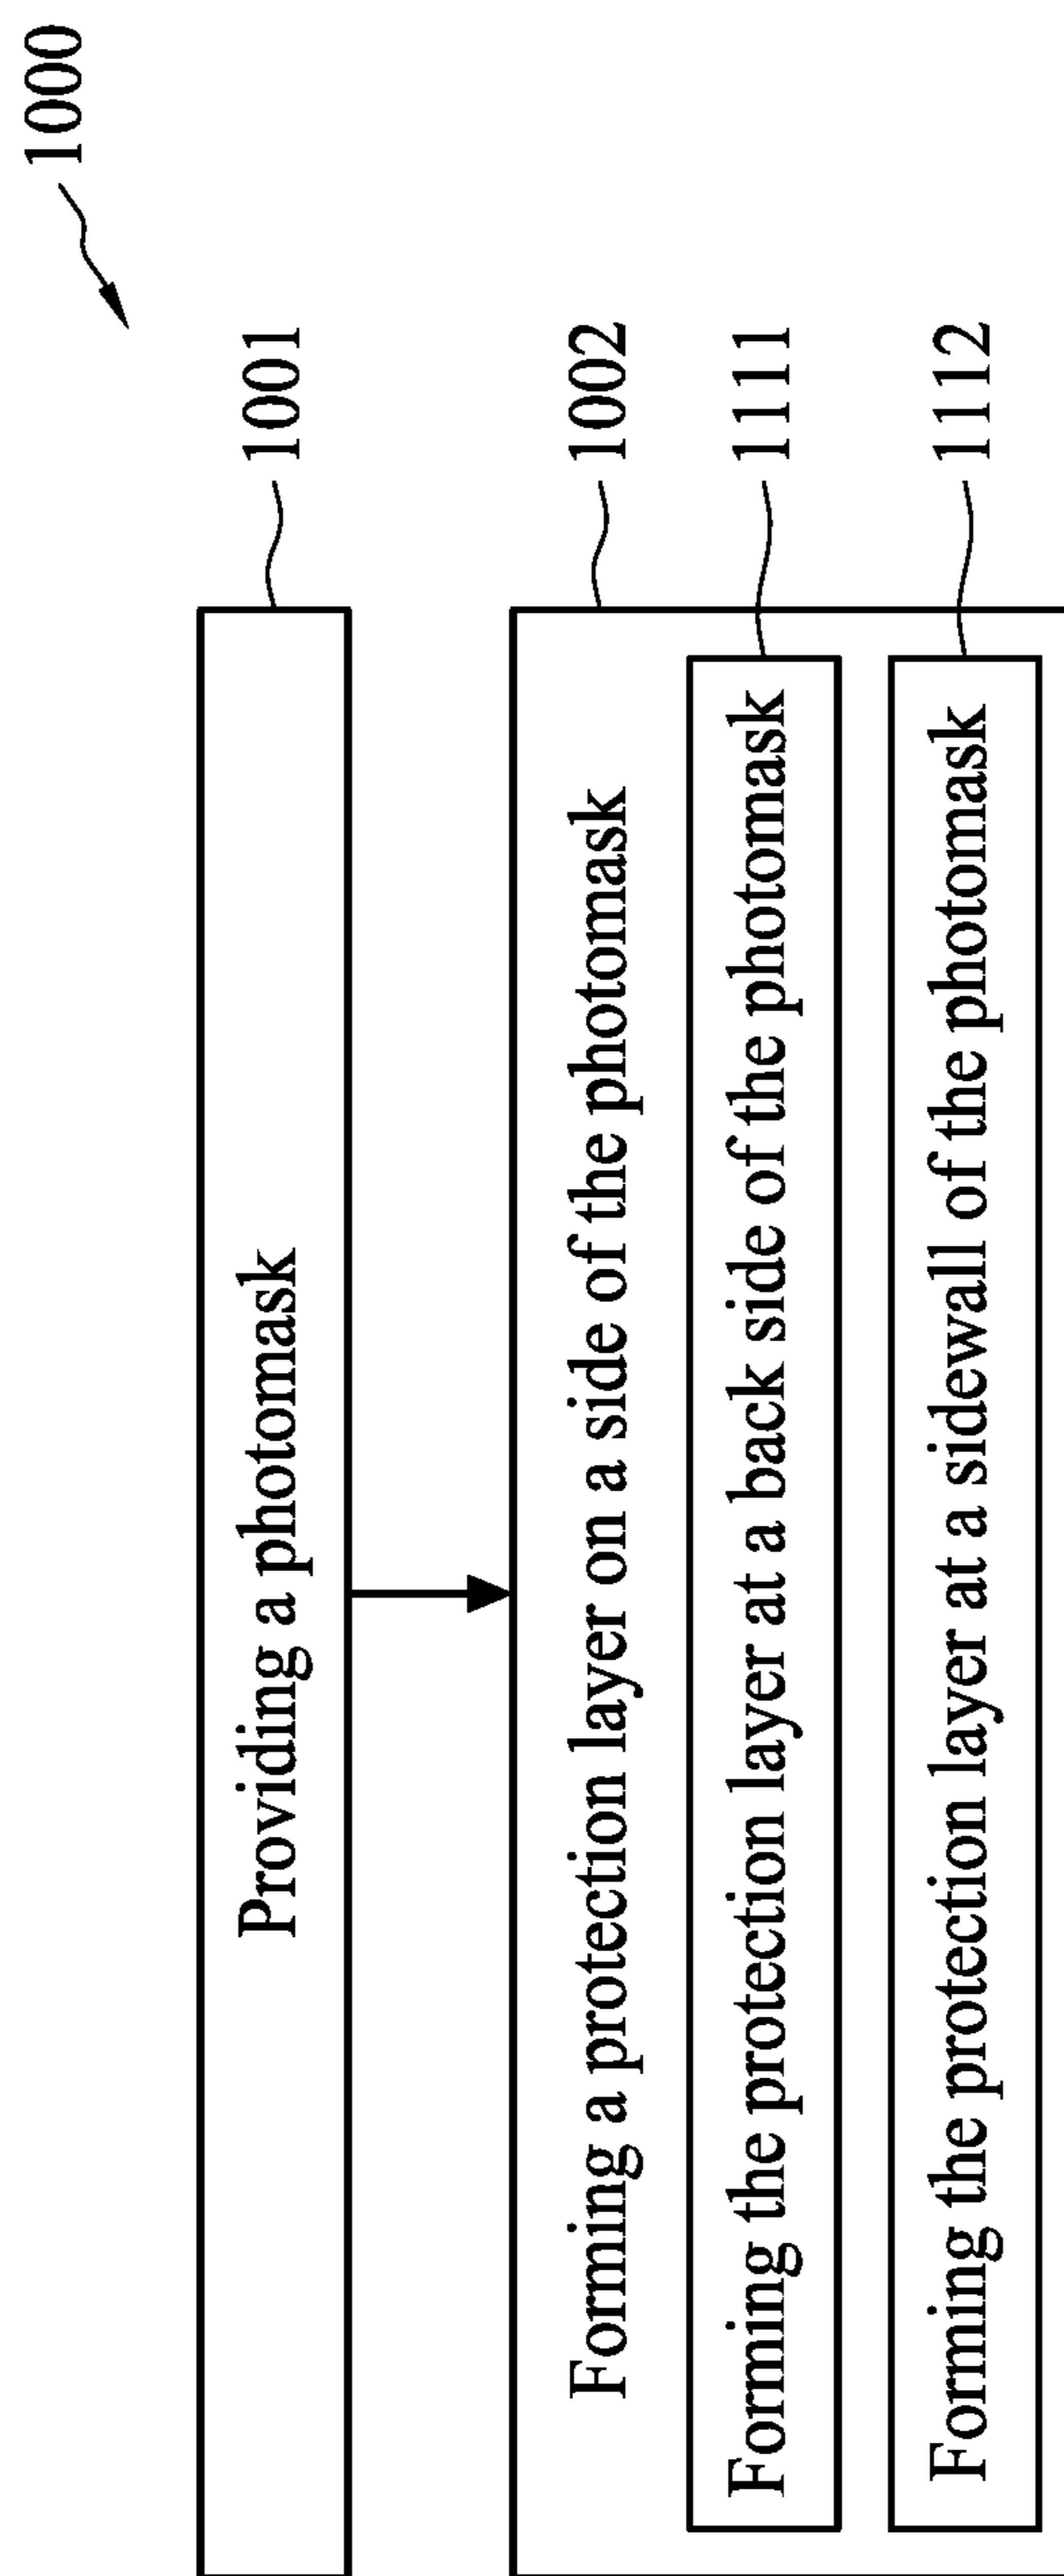 1000
Providing a photomask
1001
Forming a protection layer on a side of the photomask
1002
Forming the protection layer at a back side of the photomask
1111
Forming the protection layer at a sidewall of the photomask
1112